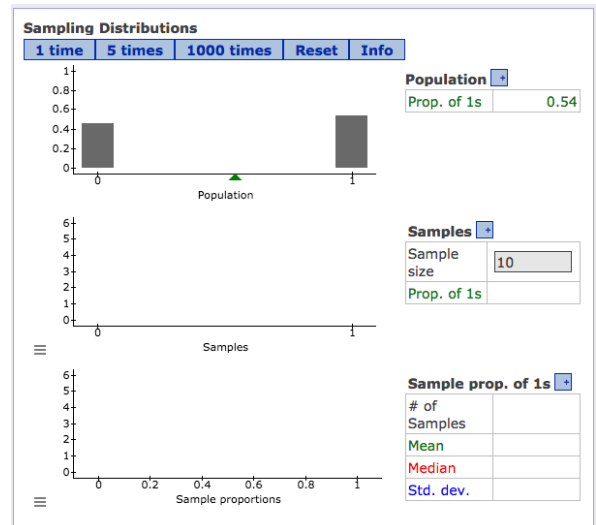 Sampling Distributions
1 time 5 times 1000 times Reset Info
1
0.8
0.6
0.4
0.2
0
0 1
Population
Population +
Prop. of 1s 0.54
6
5
4
3
2
1
0
0 1
Samples
Samples +
Sample
size 10
Prop. of 1s
6
5
4
3
2
1
0
0 0.2 0.4 0.6 0.8 1
Sample proportions
Sample prop. of 1s +
# of
Samples
Mean
Median
Std. dev.